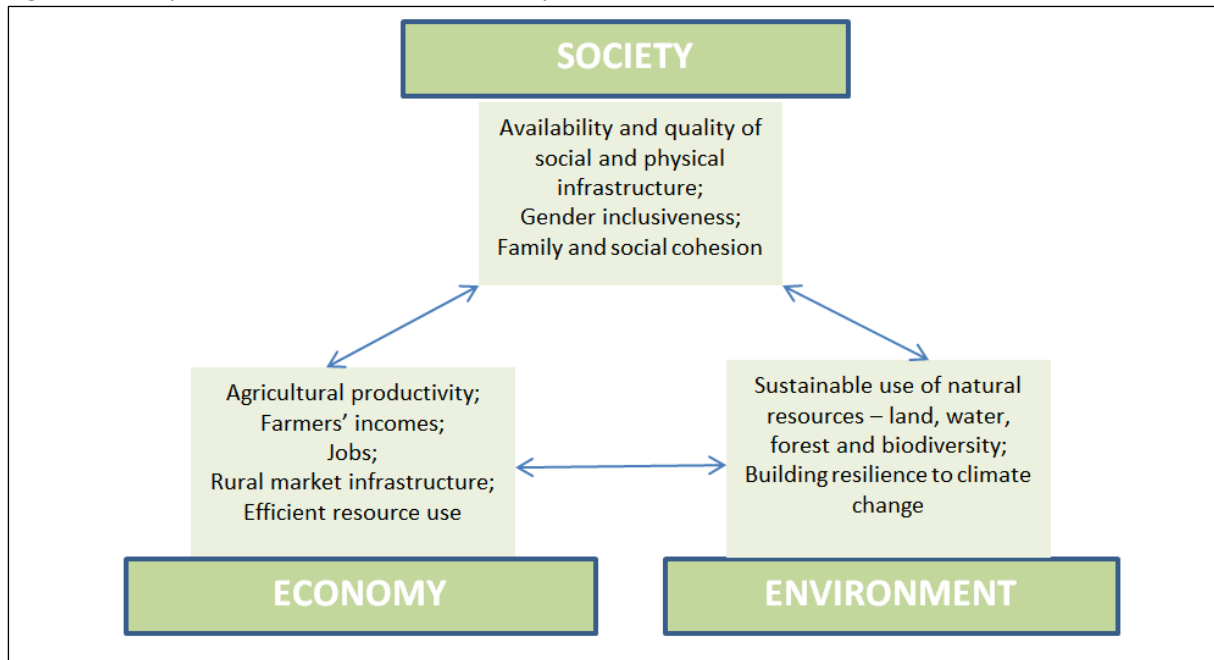 SOCIETY
Availability and quality of
social and physical
infrastructure;
Gender inclusiveness;
Family and social cohesion
Agricultural productivity;
Farmers’ incomes;
Jobs;
Rural market infrastructure;
Efficient resource use
ECONOMY
Sustainable use of natural
resources – land, water,
forest and biodiversity;
Building resilience to climate
change
ENVIRONMENT